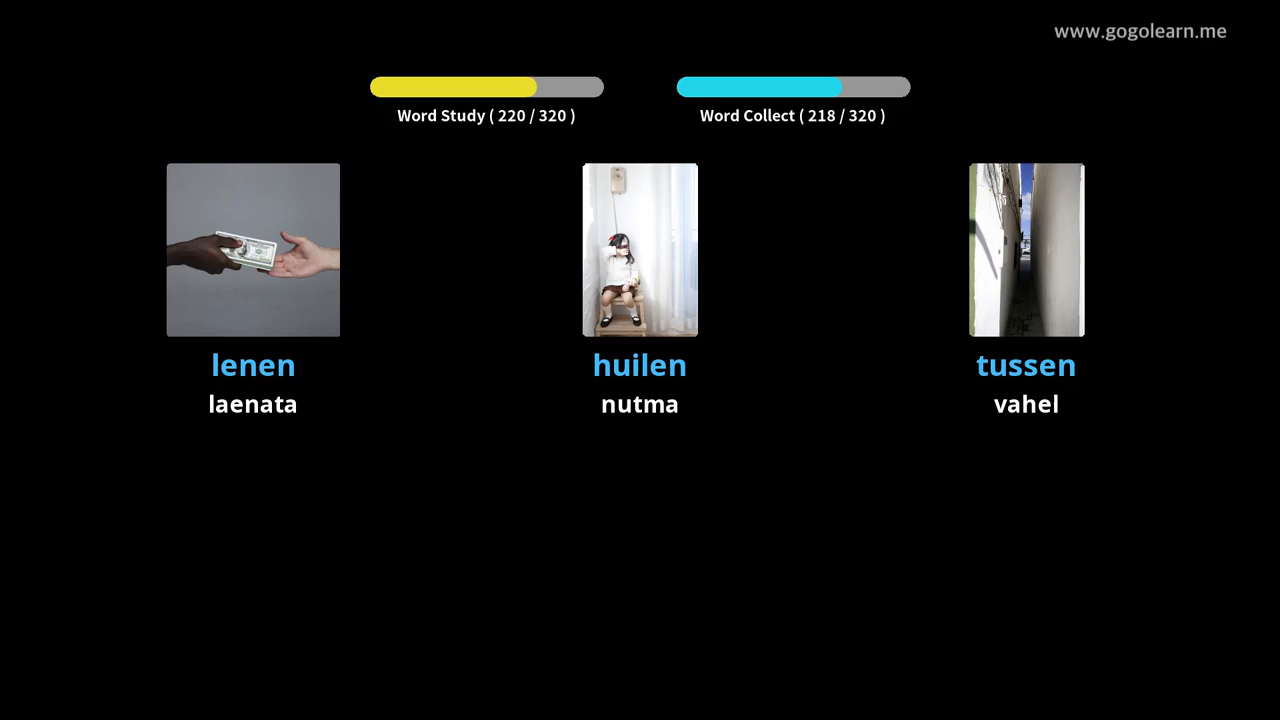 www.gogolearn.me
Word Study ( 220 / 320 )
Word Collect ( 218 / 320 )
lenen
laenata
huilen
nutma
tussen
vahel